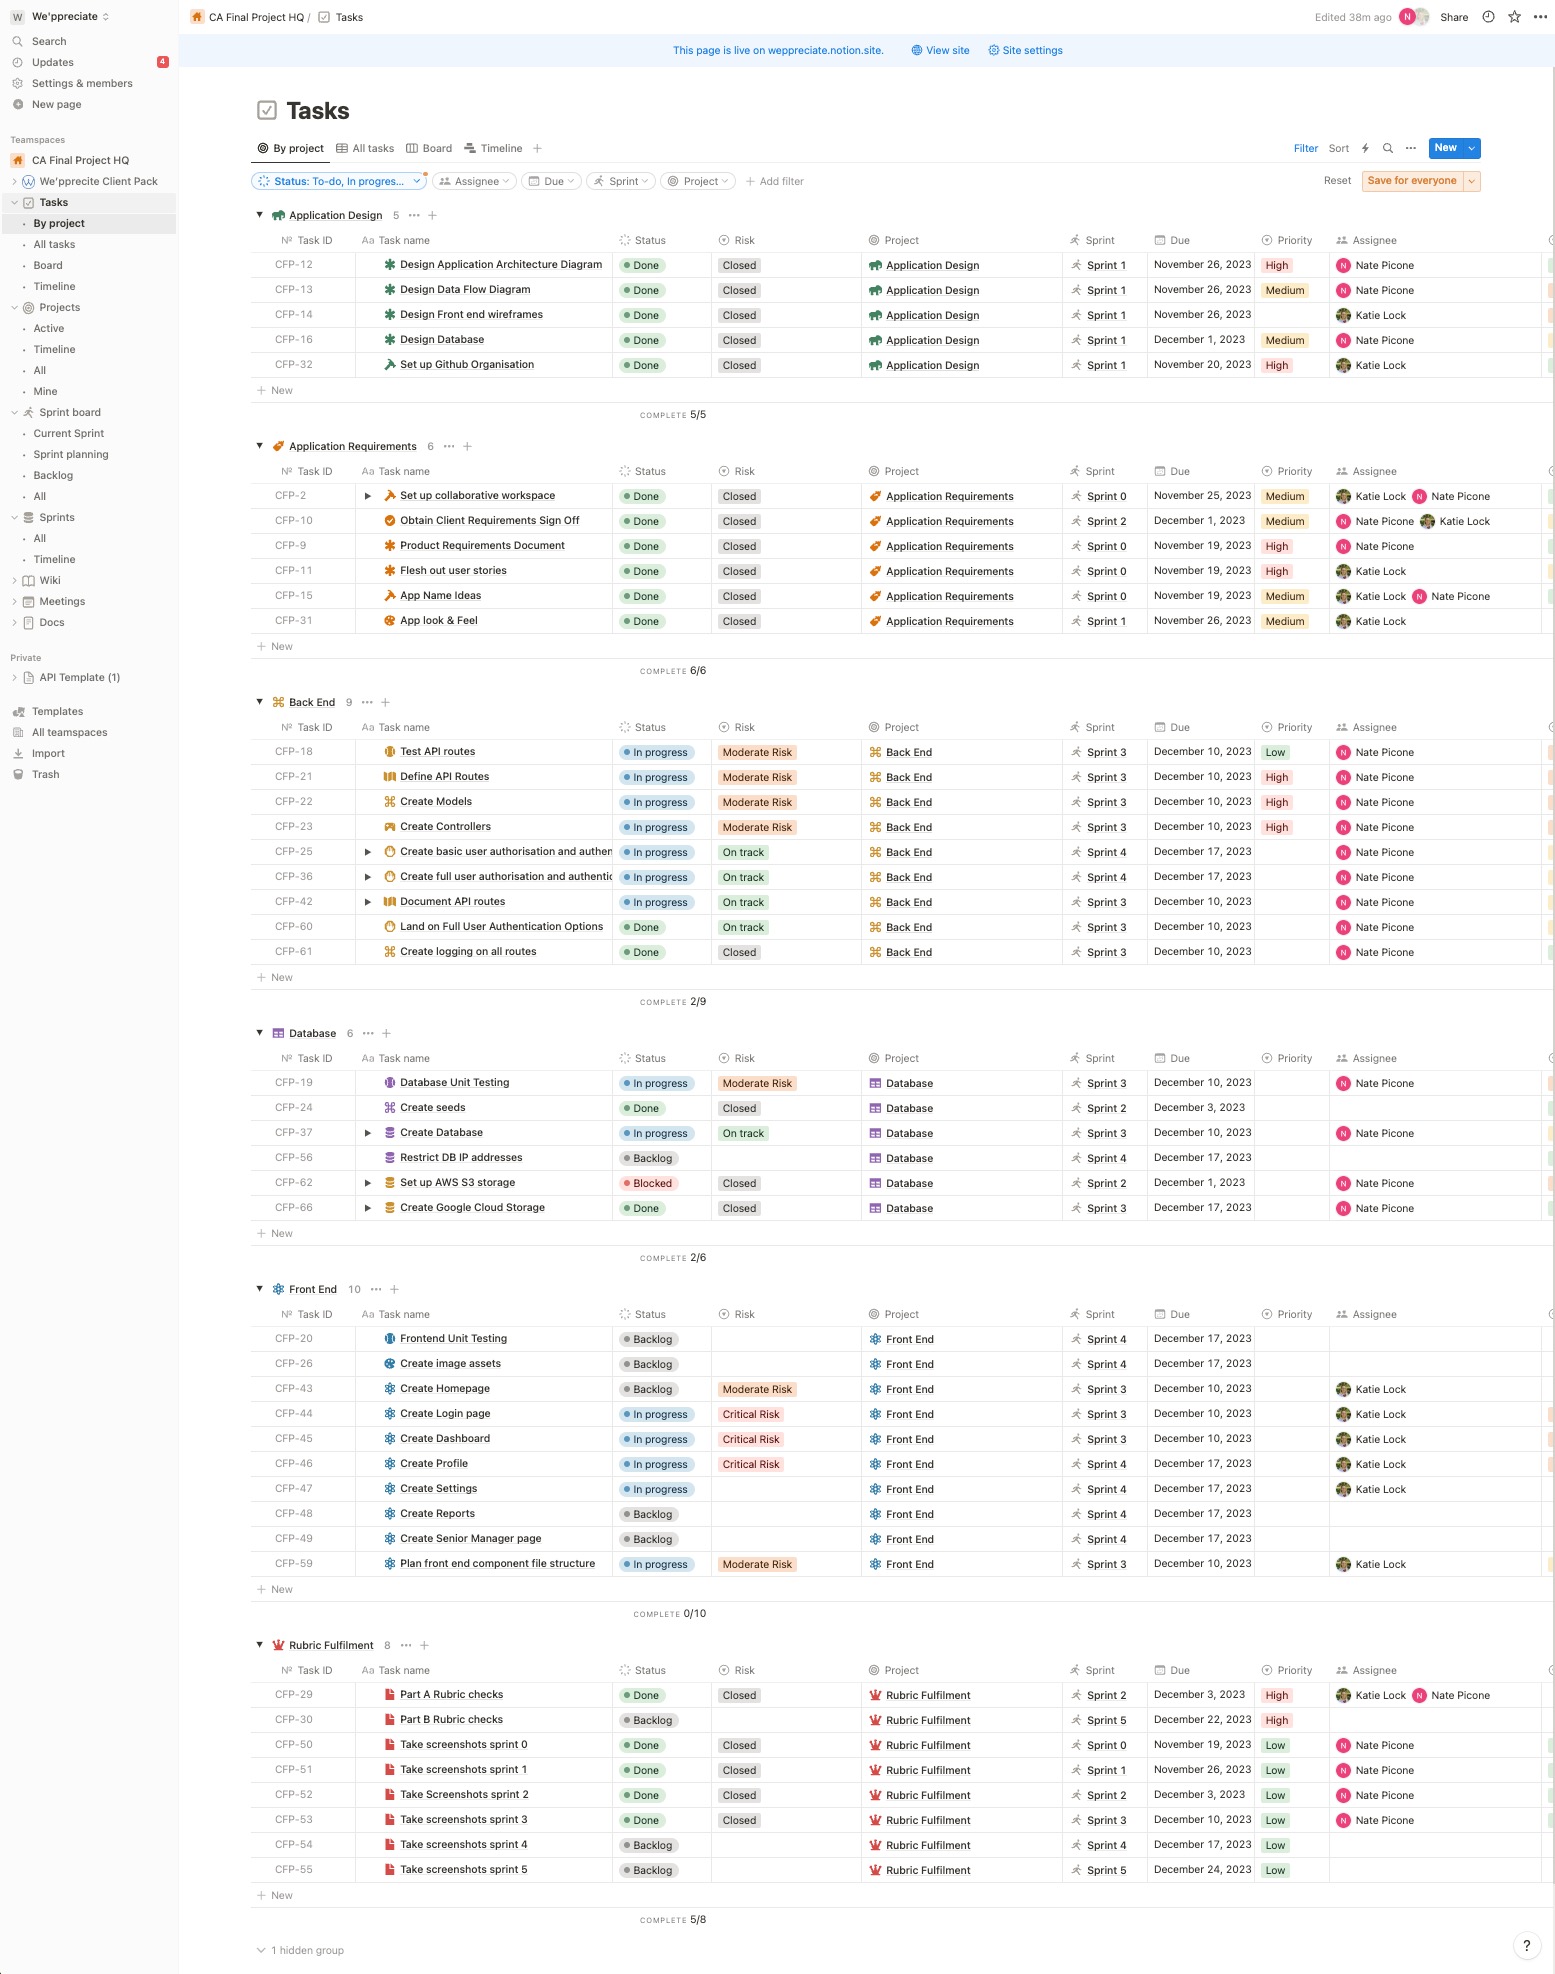 W We'ppreciate
Search
Updates 4
Settings & members
New page
Teamspaces
CA Final Project HQ
We'pprecite Client Pack
Tasks
By project
All tasks
Board
Timeline
Projects
Active
Timeline
All
Mine
Sprint board
Current Sprint
Sprint planning
Backlog
All
Sprints
All
Timeline
Wiki
Meetings
Docs
Private
API Template (1)
Templates
All teamspaces
Import
Trash
CA Final Project HQ / Tasks
Edited 38m ago N Share
This page is live on weppreciate.notion.site. View site Site settings
Tasks
By project All tasks Board Timeline
Filter Sort New
Status: To-do, In progres... Assignee Due Sprint Project Add filter
Reset Save for everyone
Application Design 5
Nº Task ID Aa Task name Status Risk Project Sprint Due Priority Assignee
CFP-12 Design Application Architecture Diagram Done Closed Application Design Sprint 1 November 26, 2023 High N Nate Picone
CFP-13 Design Data Flow Diagram Done Closed Application Design Sprint 1 November 26, 2023 Medium N Nate Picone
CFP-14 Design Front end wireframes Done Closed Application Design Sprint 1 November 26, 2023 Katie Lock
CFP-16 Design Database Done Closed Application Design Sprint 1 December 1, 2023 Medium N Nate Picone
CFP-32 Set up Github Organisation Done Closed Application Design Sprint 1 November 20, 2023 High Katie Lock
New
COMPLETE 5/5
Application Requirements 6
Nº Task ID Aa Task name Status Risk Project Sprint Due Priority Assignee
CFP-2 Set up collaborative workspace Done Closed Application Requirements Sprint 0 November 25, 2023 Medium Katie Lock N Nate Picone
CFP-10 Obtain Client Requirements Sign Off Done Closed Application Requirements Sprint 2 December 1, 2023 Medium N Nate Picone Katie Lock
CFP-9 Product Requirements Document Done Closed Application Requirements Sprint 0 November 19, 2023 High N Nate Picone
CFP-11 Flesh out user stories Done Closed Application Requirements Sprint 0 November 19, 2023 High Katie Lock
CFP-15 App Name Ideas Done Closed Application Requirements Sprint 0 November 19, 2023 Medium Katie Lock N Nate Picone
CFP-31 App look & Feel Done Closed Application Requirements Sprint 1 November 26, 2023 Medium Katie Lock
New
COMPLETE 6/6
Back End 9
Nº Task ID Aa Task name Status Risk Project Sprint Due Priority Assignee
CFP-18 Test API routes In progress Moderate Risk Back End Sprint 3 December 10, 2023 Low N Nate Picone
CFP-21 Define API Routes In progress Moderate Risk Back End Sprint 3 December 10, 2023 High N Nate Picone
CFP-22 Create Models In progress Moderate Risk Back End Sprint 3 December 10, 2023 High N Nate Picone
CFP-23 Create Controllers In progress Moderate Risk Back End Sprint 3 December 10, 2023 High N Nate Picone
CFP-25 Create basic user authorisation and authen In progress On track Back End Sprint 4 December 17, 2023 N Nate Picone
CFP-36 Create full user authorisation and authentic In progress On track Back End Sprint 4 December 17, 2023 N Nate Picone
CFP-42 Document API routes In progress On track Back End Sprint 3 December 10, 2023 N Nate Picone
CFP-60 Land on Full User Authentication Options Done On track Back End Sprint 3 December 10, 2023 N Nate Picone
CFP-61 Create logging on all routes Done Closed Back End Sprint 3 December 10, 2023 N Nate Picone
New
COMPLETE 2/9
Database 6
Nº Task ID Aa Task name Status Risk Project Sprint Due Priority Assignee
CFP-19 Database Unit Testing In progress Moderate Risk Database Sprint 3 December 10, 2023 N Nate Picone
CFP-24 Create seeds Done Closed Database Sprint 2 December 3, 2023
CFP-37 Create Database In progress On track Database Sprint 3 December 10, 2023 N Nate Picone
CFP-56 Restrict DB IP addresses Backlog Database Sprint 4 December 17, 2023
CFP-62 Set up AWS S3 storage Blocked Closed Database Sprint 2 December 1, 2023 N Nate Picone
CFP-66 Create Google Cloud Storage Done Closed Database Sprint 3 December 17, 2023 N Nate Picone
New
COMPLETE 2/6
Front End 10
Nº Task ID Aa Task name Status Risk Project Sprint Due Priority Assignee
CFP-20 Frontend Unit Testing Backlog Front End Sprint 4 December 17, 2023
CFP-26 Create image assets Backlog Front End Sprint 4 December 17, 2023
CFP-43 Create Homepage Backlog Moderate Risk Front End Sprint 3 December 10, 2023 Katie Lock
CFP-44 Create Login page In progress Critical Risk Front End Sprint 3 December 10, 2023 Katie Lock
CFP-45 Create Dashboard In progress Critical Risk Front End Sprint 3 December 10, 2023 Katie Lock
CFP-46 Create Profile In progress Critical Risk Front End Sprint 4 December 17, 2023 Katie Lock
CFP-47 Create Settings In progress Front End Sprint 4 December 17, 2023 Katie Lock
CFP-48 Create Reports Backlog Front End Sprint 4 December 17, 2023
CFP-49 Create Senior Manager page Backlog Front End Sprint 4 December 17, 2023
CFP-59 Plan front end component file structure In progress Moderate Risk Front End Sprint 3 December 10, 2023 Katie Lock
New
COMPLETE 0/10
Rubric Fulfilment 8
Nº Task ID Aa Task name Status Risk Project Sprint Due Priority Assignee
CFP-29 Part A Rubric checks Done Closed Rubric Fulfilment Sprint 2 December 3, 2023 High Katie Lock N Nate Picone
CFP-30 Part B Rubric checks Backlog Rubric Fulfilment Sprint 5 December 22, 2023 High
CFP-50 Take screenshots sprint 0 Done Closed Rubric Fulfilment Sprint 0 November 19, 2023 Low N Nate Picone
CFP-51 Take screenshots sprint 1 Done Closed Rubric Fulfilment Sprint 1 November 26, 2023 Low N Nate Picone
CFP-52 Take Screenshots sprint 2 Done Closed Rubric Fulfilment Sprint 2 December 3, 2023 Low N Nate Picone
CFP-53 Take screenshots sprint 3 Done Closed Rubric Fulfilment Sprint 3 December 10, 2023 Low N Nate Picone
CFP-54 Take screenshots sprint 4 Backlog Rubric Fulfilment Sprint 4 December 17, 2023 Low
CFP-55 Take screenshots sprint 5 Backlog Rubric Fulfilment Sprint 5 December 24, 2023 Low
New
COMPLETE 5/8
1 hidden group
?